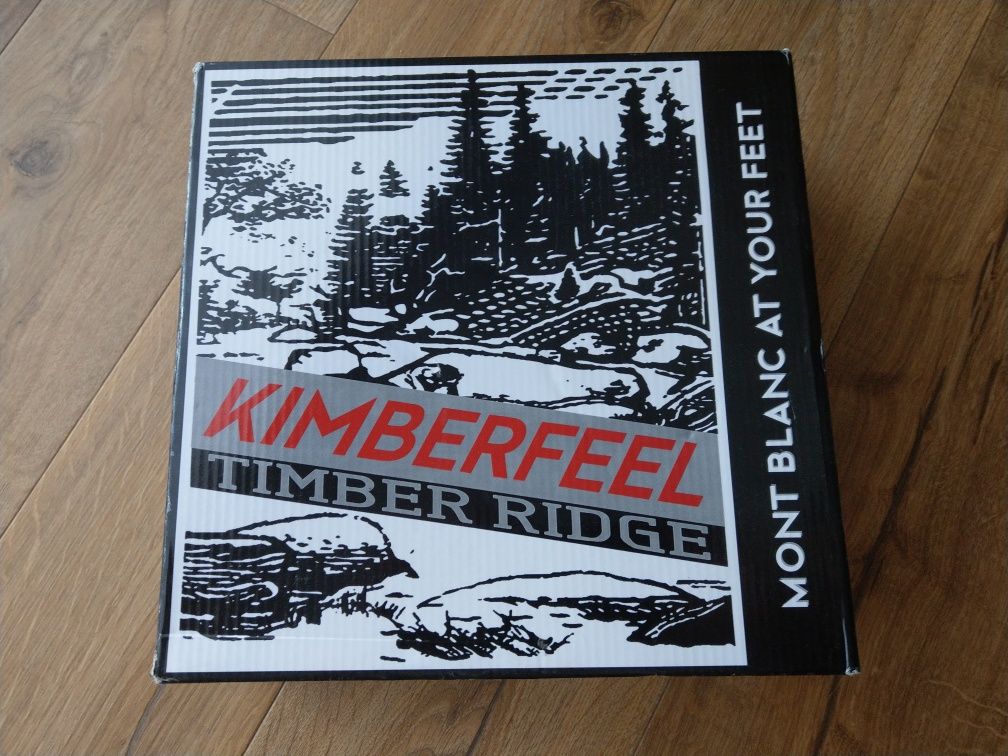 KIMBERFEEL
TIMBER RIDGE
MONT BLANC AT YOUR FEET